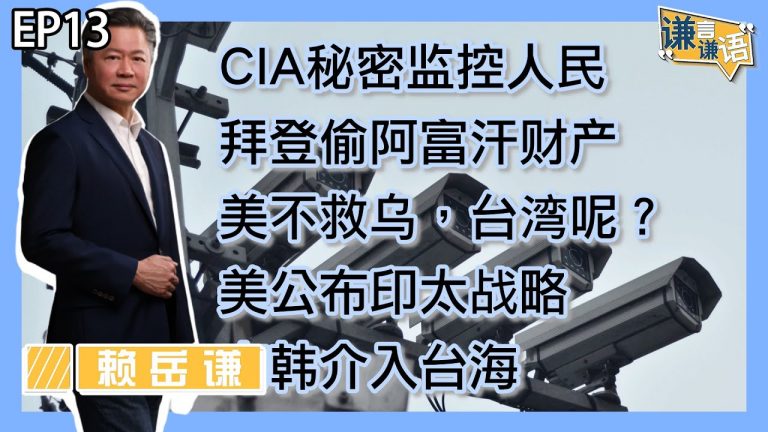 EP13
谦言
谦语
CIA秘密监控人民
拜登偷阿富汗财产
美不救乌,台湾呢?
美公布印太战略
韩介入台海
赖岳谦